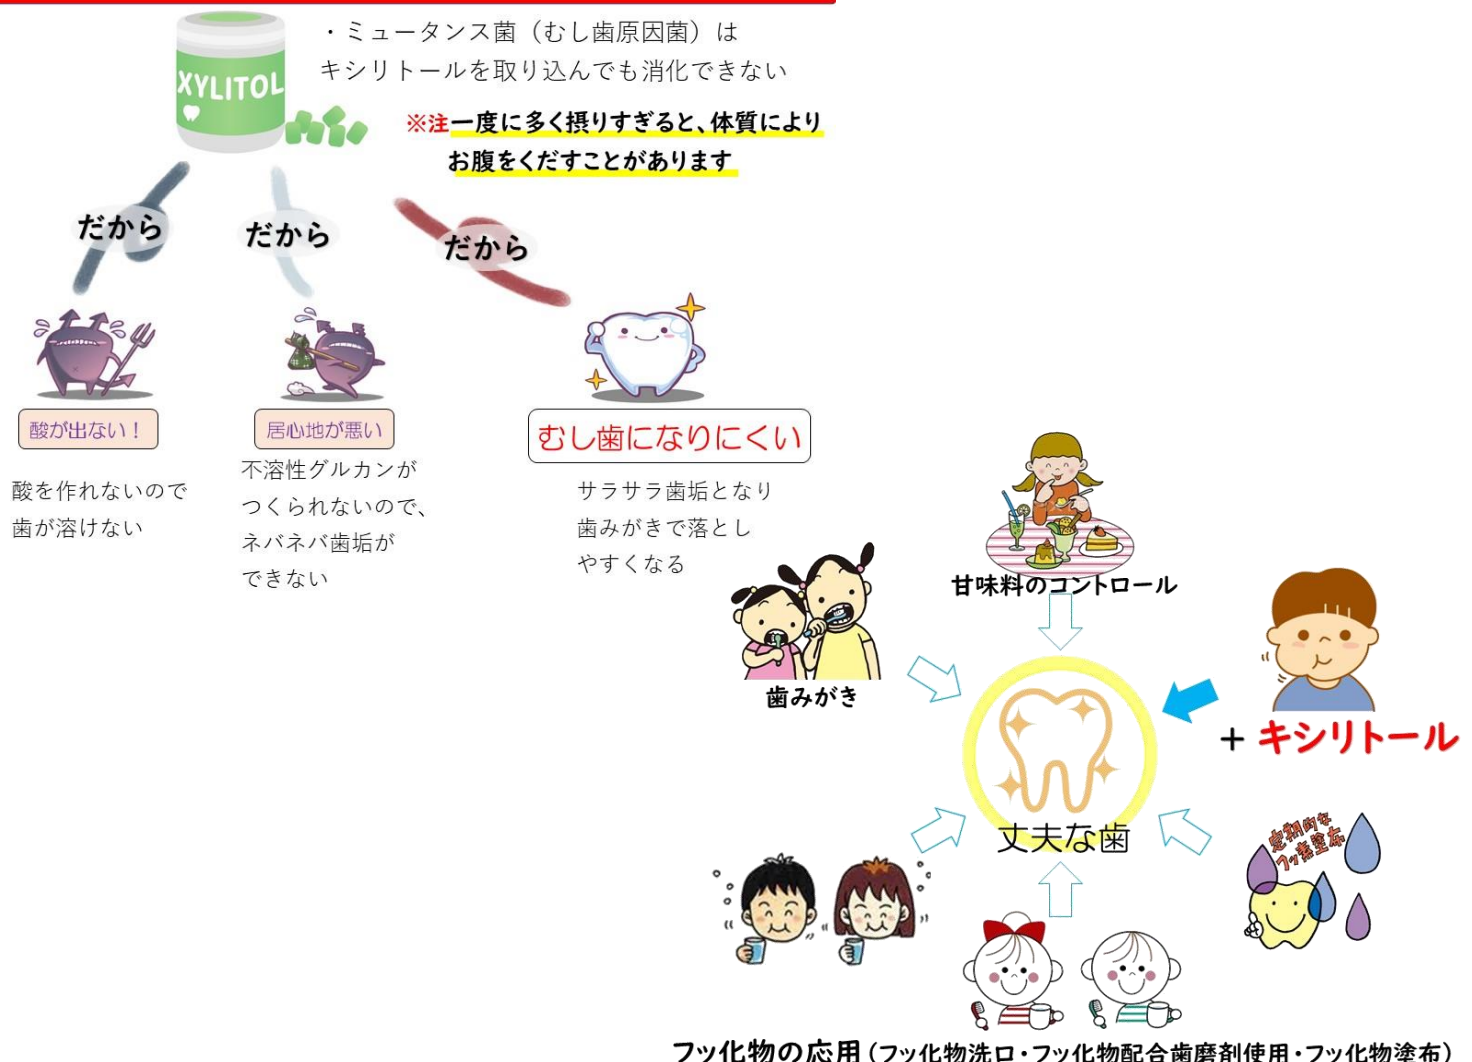 ・ミュータンス菌（むし歯原因菌）は
キシリトールを取り込んでも消化できない
XYLITOL
※注一度に多く摂りすぎると、体質により
お腹をくだすことがあります
だから
だから
だから
酸が出ない！
酸を作れないので
歯が溶けない
居心地が悪い
不溶性グルカンが
つくられないので、
ネバネバ歯垢が
できない
むし歯になりにくい
サラサラ歯垢となり
歯みがきで落とし
やすくなる
甘味料のコントロール
歯みがき
+ キシリトール
丈夫な歯
定期的な
フッ素塗布
フッ化物の応用（フッ化物洗口・フッ化物配合歯磨剤使用・フッ化物塗布）